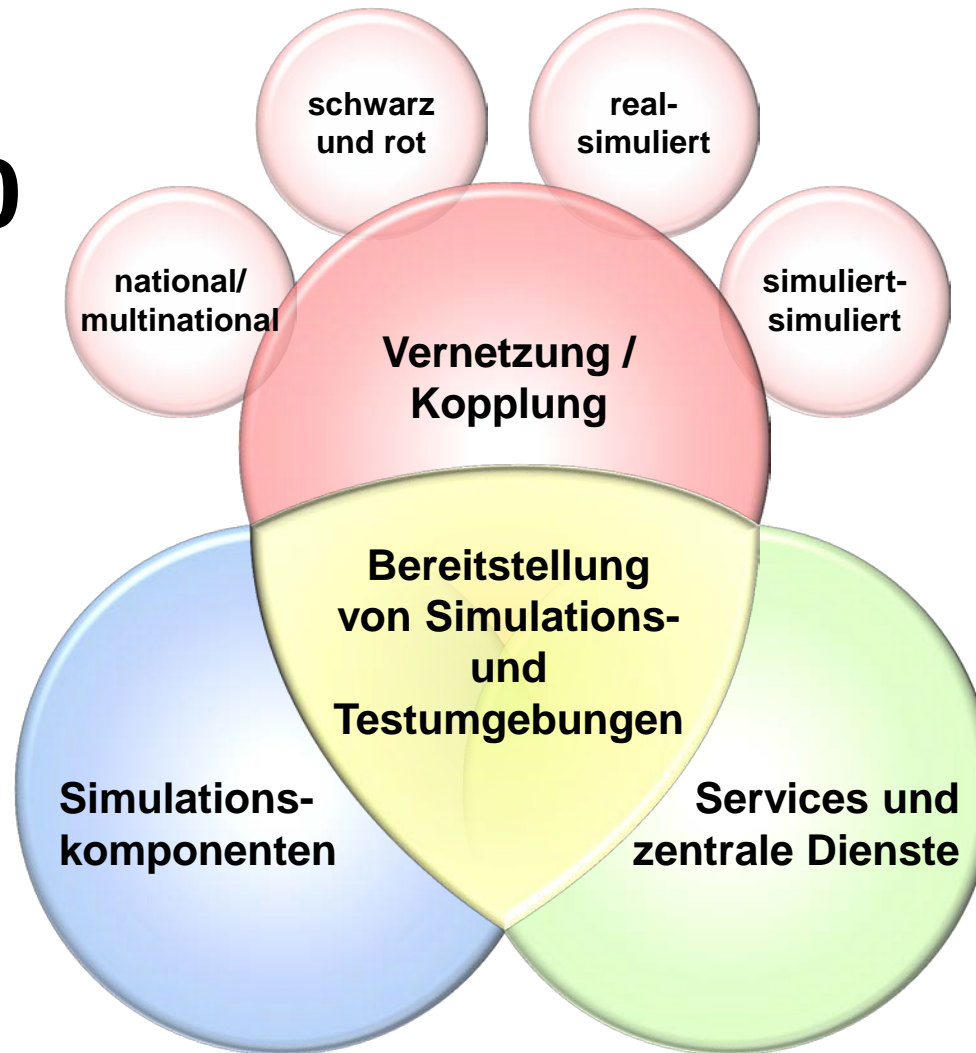 schwarz
und rot
real-
simuliert
national/
multinational
simuliert-
simuliert
Vernetzung /
Kopplung
Bereitstellung
von Simulations-
und
Testumgebungen
Simulations-
komponenten
Services und
zentrale Dienste